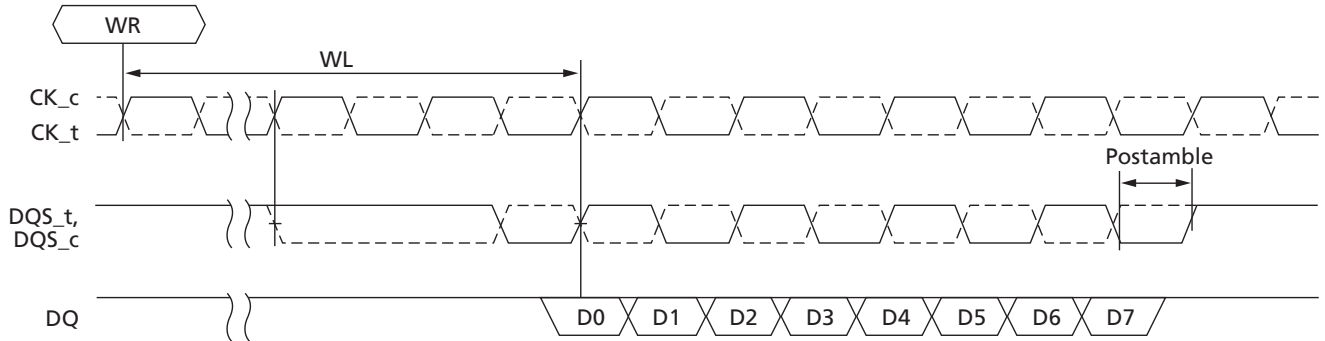 WR
WL
CK_c
CK_t
Postamble
DQS_t,
DQS_c
DQ
D0
D1
D2
D3
D4
D5
D6
D7